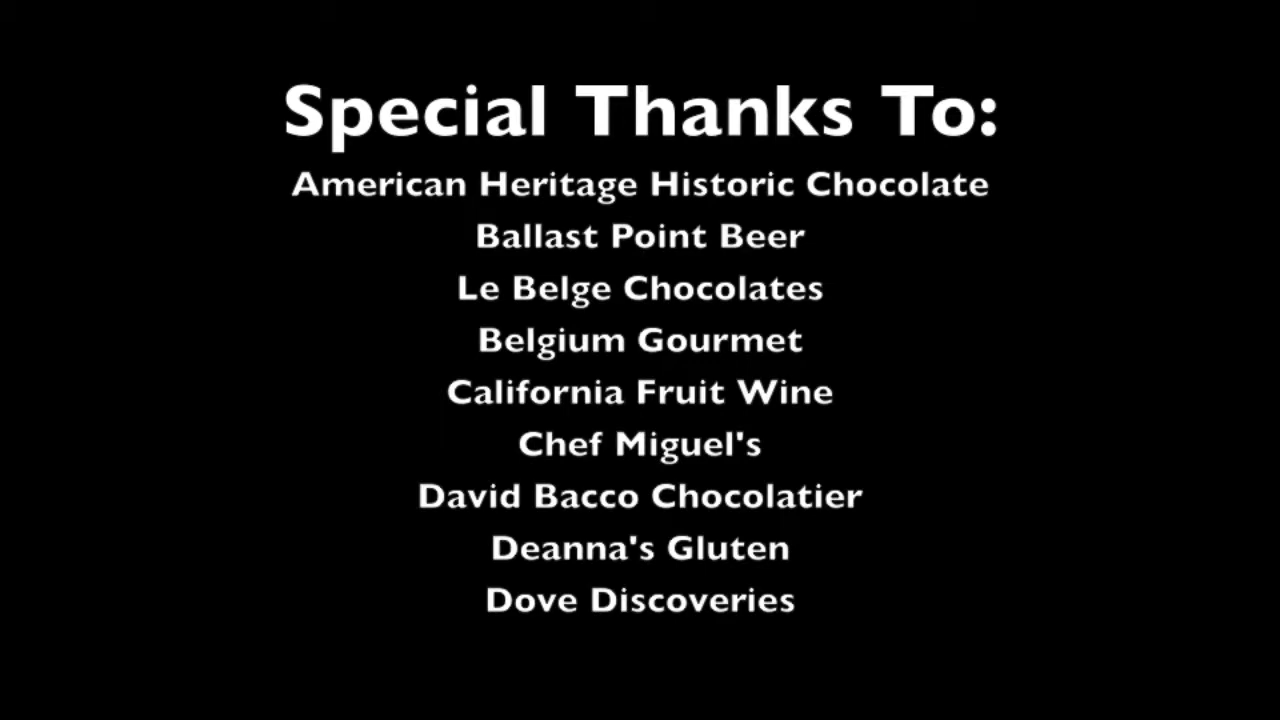 Special Thanks To:
American Heritage Historic Chocolate
Ballast Point Beer
Le Belge Chocolates
Belgium Gourmet
California Fruit Wine
Chef Miguel's
David Bacco Chocolatier
Deanna's Gluten
Dove Discoveries